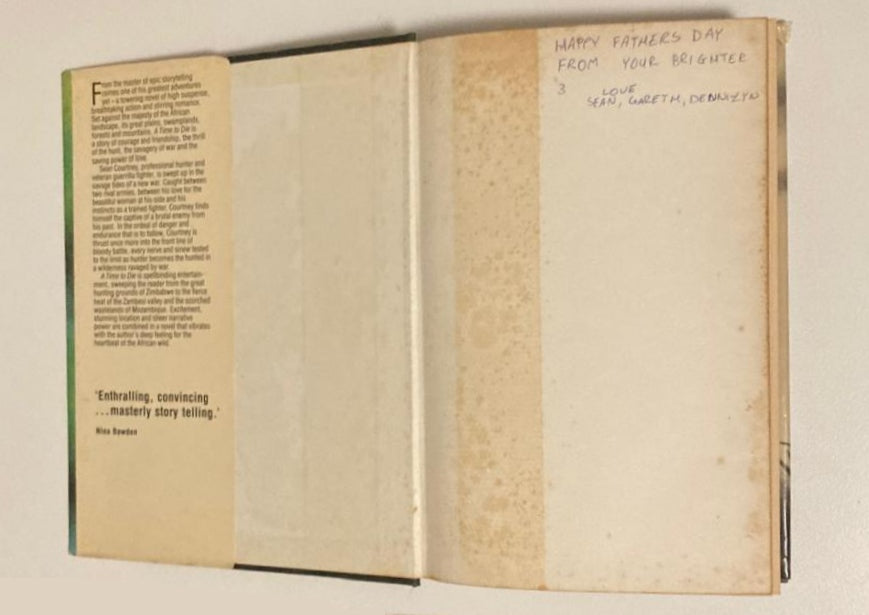 From the master of epic storytelling
comes one of his greatest adventures
yet – a towering novel of high suspense,
breathtaking action and stirring romance.
Set against the majesty of the African
landscape, its great plains, swamplands,
forests and mountains, A Time to Die is
a story of courage and friendship, the thrill
of the hunt, the savagery of war and the
saving power of love.
Sean Courtney, professional hunter and
veteran guerrilla fighter, is swept up in the
savage tides of a new war. Caught between
two rival armies, between his love for the
beautiful woman at his side and his
instincts as a trained fighter, Courtney finds
himself the captive of a brutal enemy from
his past. In the ordeal of danger and
endurance that is to follow, Courtney is
thrust once more into the front line of
bloody battle, every nerve and sinew tested
to the limit as hunter becomes the hunted in
a wilderness ravaged by war.
A Time to Die is spellbinding entertain-
ment, sweeping the reader from the great
hunting grounds of Zimbabwe to the fierce
heat of the Zambesi valley and the scorched
wastelands of Mozambique. Excitement,
stunning location and sheer narrative
power are combined in a novel that vibrates
with the author's deep feeling for the
heartbeat of the African wild.
'Enthralling, convincing
...masterly story telling.'
Nina Bawden
HAPPY FATHERS DAY
FROM YOUR BRIGHTER
3 LOVE
SEAN, GARETH, DENNILYN